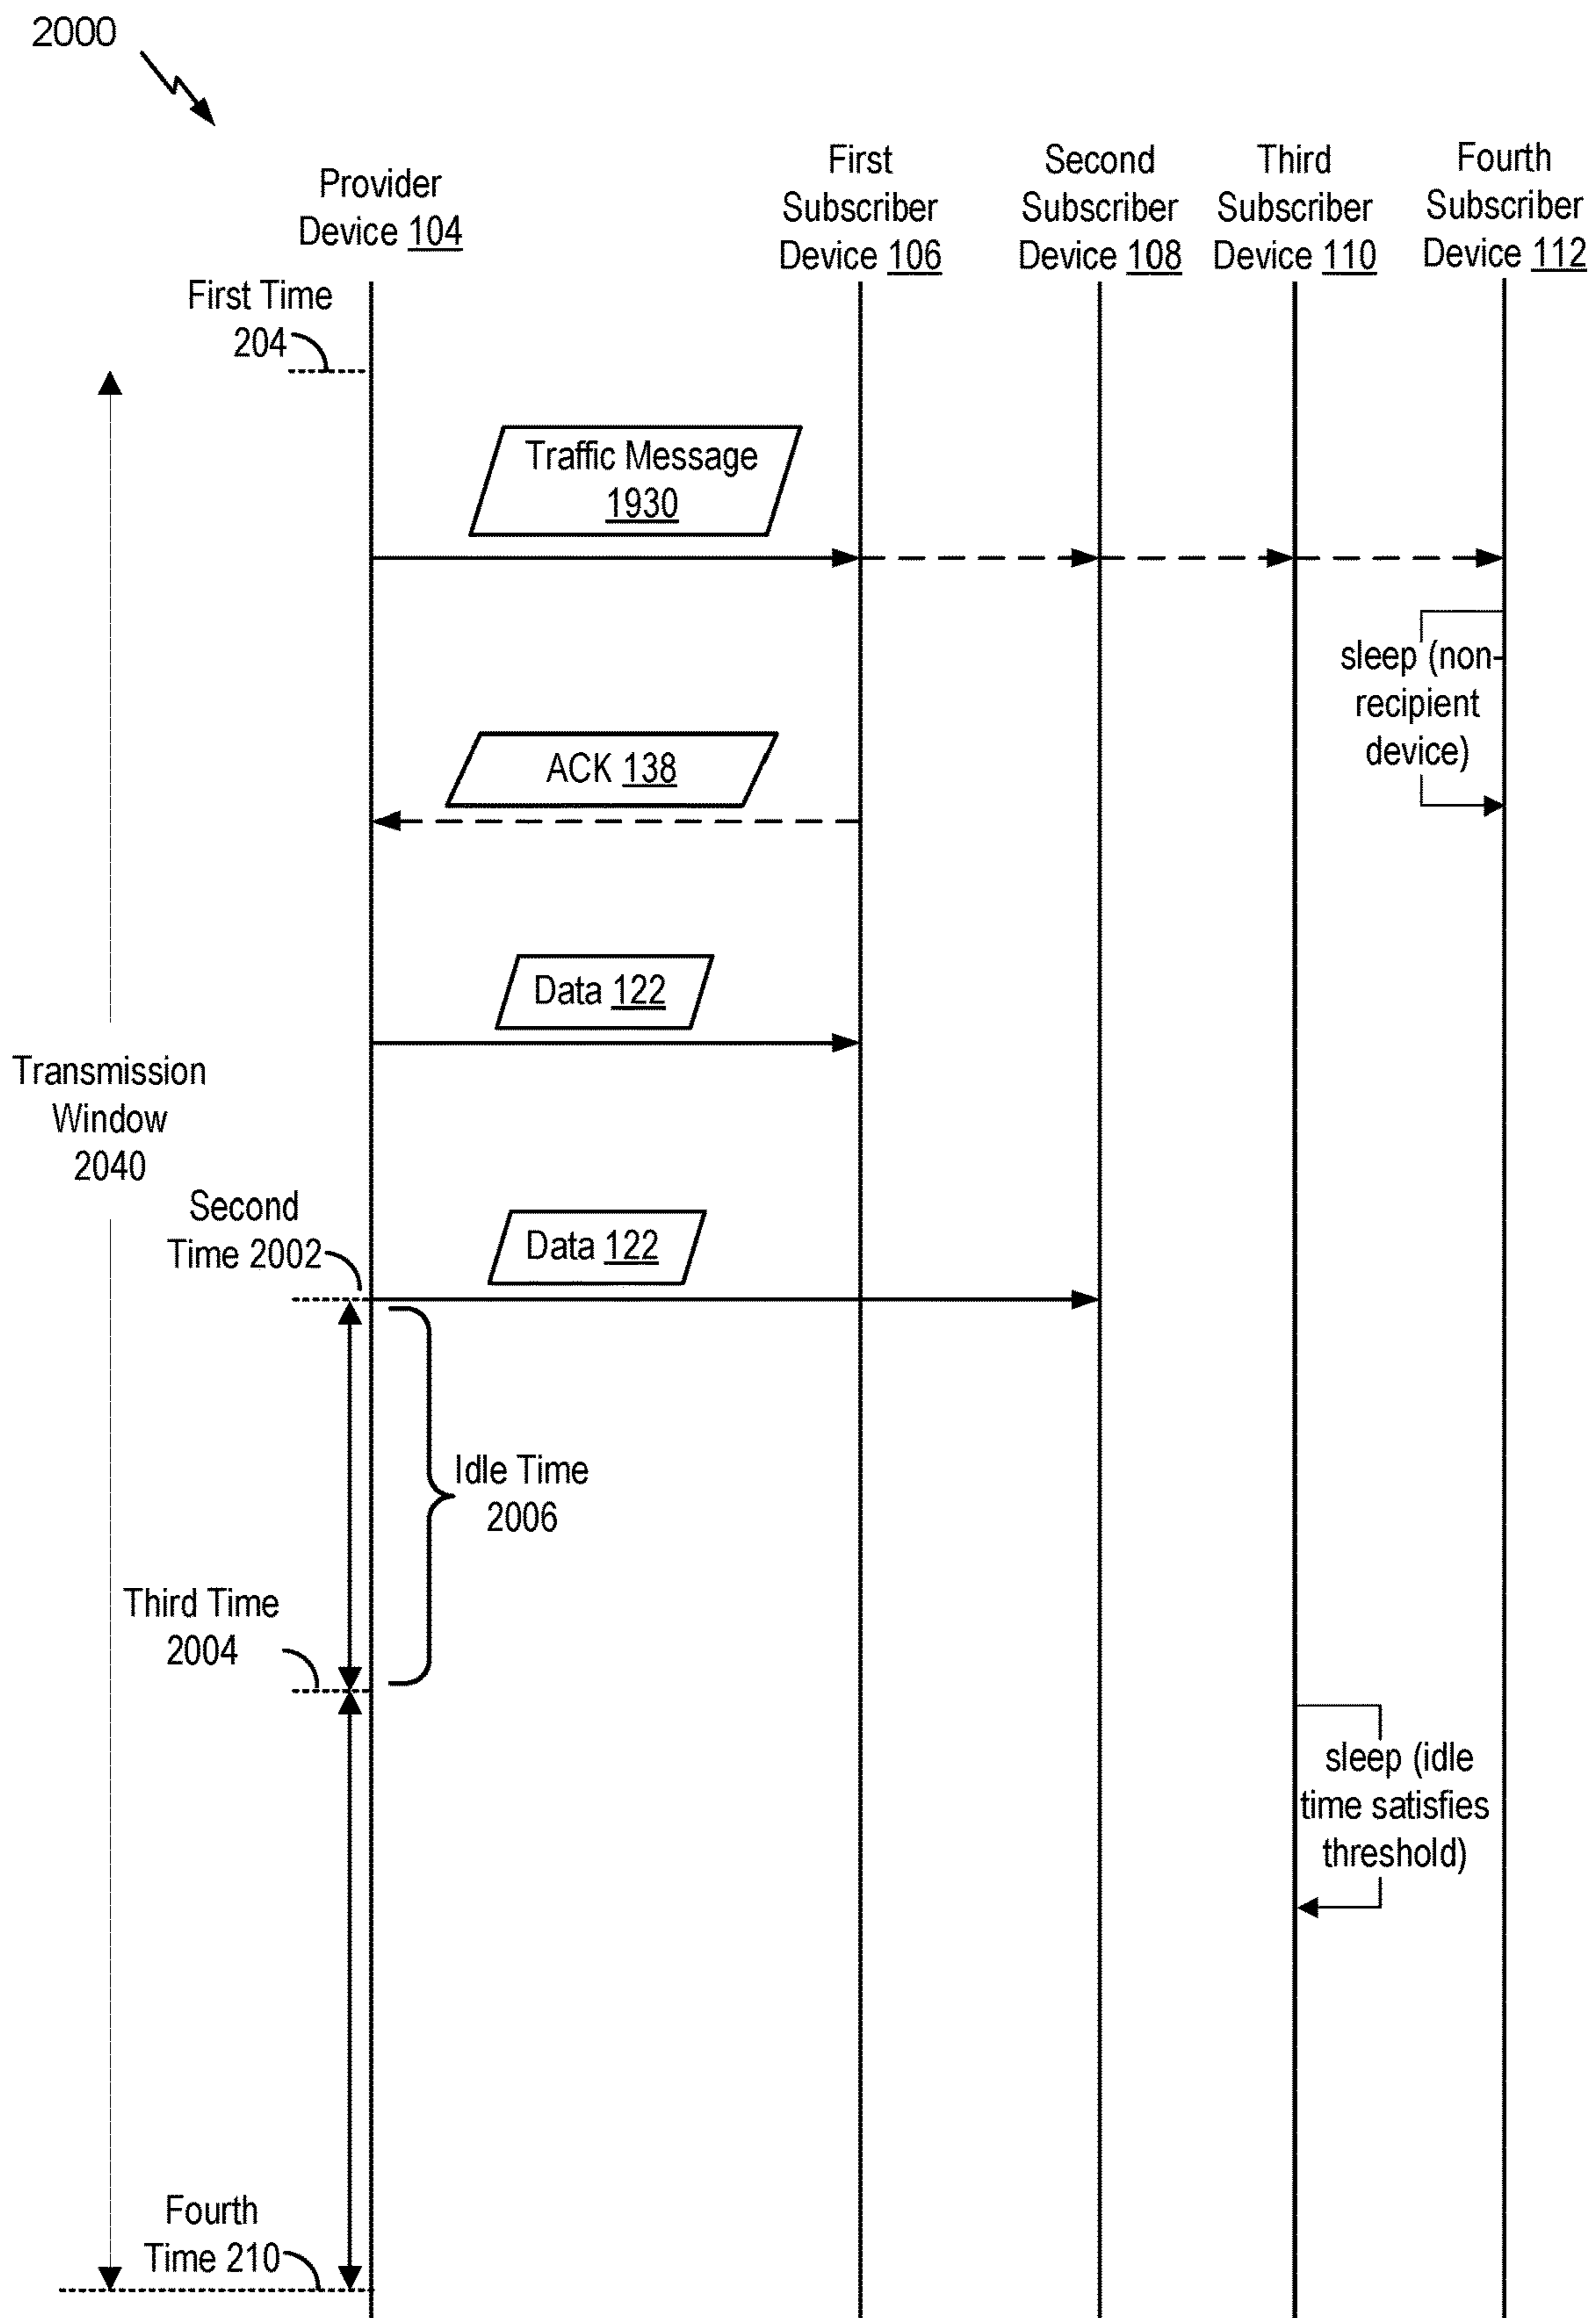 2000
Provider
Device 104
First
Subscriber
Device 106
Second
Subscriber
Device 108
Third
Subscriber
Device 110
Fourth
Subscriber
Device 112
First Time
204
Traffic Message
1930
sleep (non-
recipient
device)
ACK 138
Data 122
Transmission
Window
2040
Second
Time 2002
Data 122
Idle Time
2006
Third Time
2004
sleep (idle
time satisfies
threshold)
Fourth
Time 210